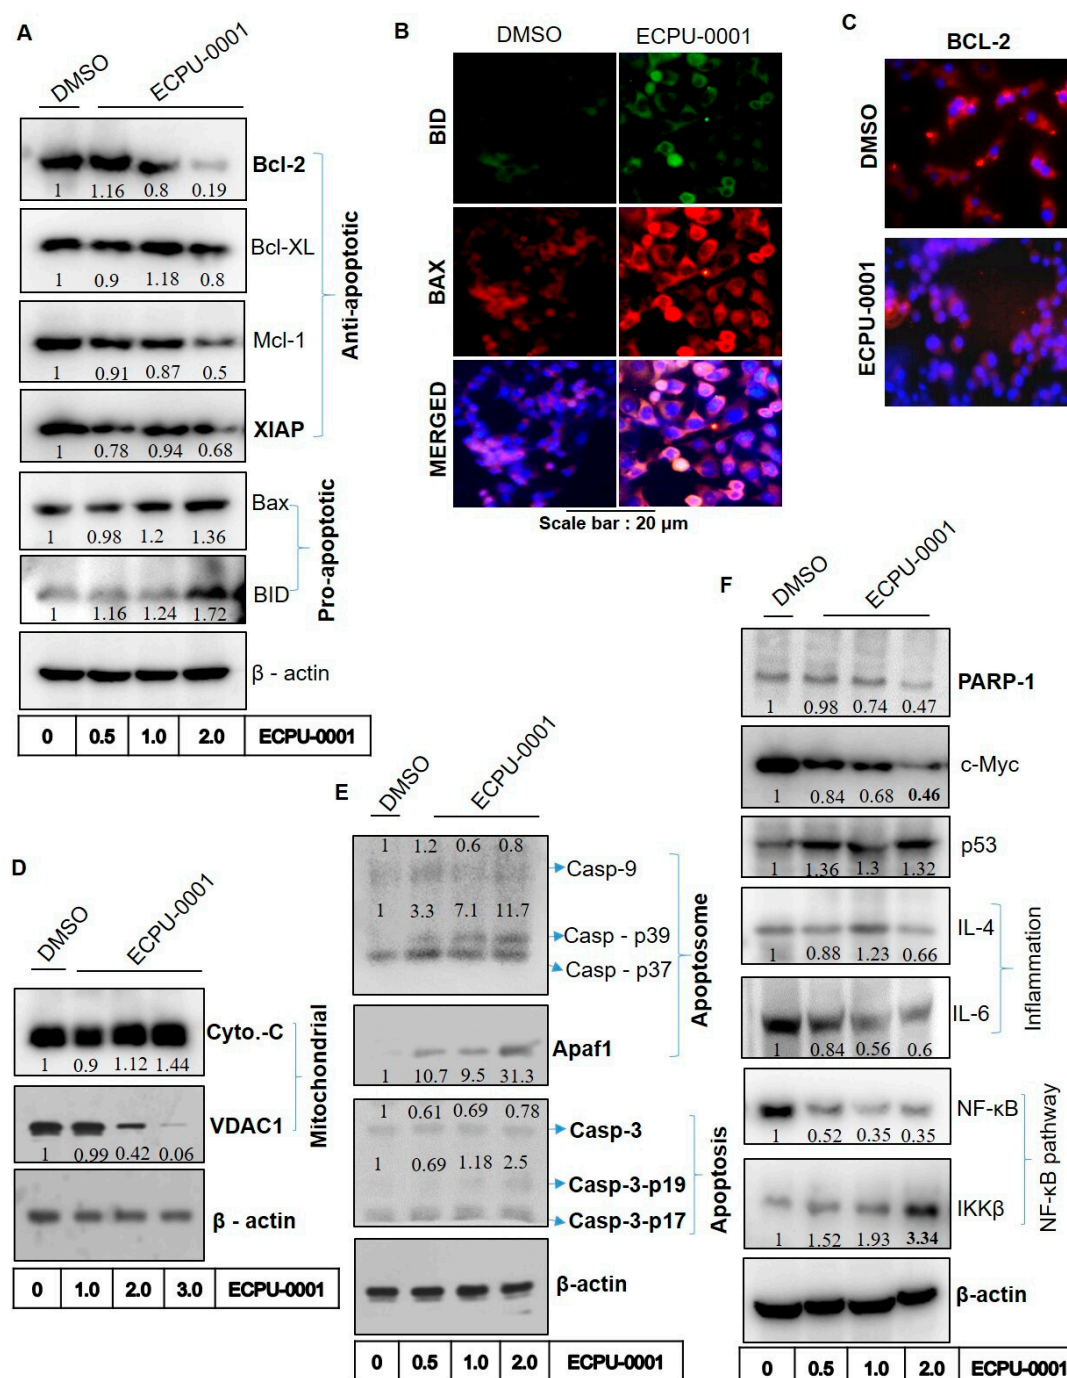 A
DMSO
ECPU-0001
Bcl-2
1 1.16 0.8 0.19
Bcl-XL
1 0.9 1.18 0.8
Mcl-1
1 0.91 0.87 0.5
XIAP
1 0.78 0.94 0.68
Anti-apoptotic
Bax
1 0.98 1.2 1.36
BID
1 1.16 1.24 1.72
Pro-apoptotic
β - actin
0 0.5 1.0 2.0 ECPU-0001
B
DMSO ECPU-0001
BID
BAX
MERGED
Scale bar : 20 µm
C
BCL-2
DMSO
ECPU-0001
D
DMSO
ECPU-0001
Cyto.-C
1 0.9 1.12 1.44
VDAC1
1 0.99 0.42 0.06
Mitochondrial
β - actin
0 1.0 2.0 3.0 ECPU-0001
E
DMSO
ECPU-0001
1 1.2 0.6 0.8
Casp-9
1 3.3 7.1 11.7
Casp - p39
Casp - p37
Apaf1
1 10.7 9.5 31.3
Apoptosome
1 0.61 0.69 0.78
Casp-3
1 0.69 1.18 2.5
Casp-3-p19
Casp-3-p17
Apoptosis
β-actin
0 0.5 1.0 2.0 ECPU-0001
F
DMSO
ECPU-0001
PARP-1
1 0.98 0.74 0.47
c-Myc
1 0.84 0.68 0.46
p53
1 1.36 1.3 1.32
IL-4
1 0.88 1.23 0.66
IL-6
1 0.84 0.56 0.6
Inflammation
NF-κB
1 0.52 0.35 0.35
IKKβ
1 1.52 1.93 3.34
NF-κB pathway
β-actin
0 0.5 1.0 2.0 ECPU-0001